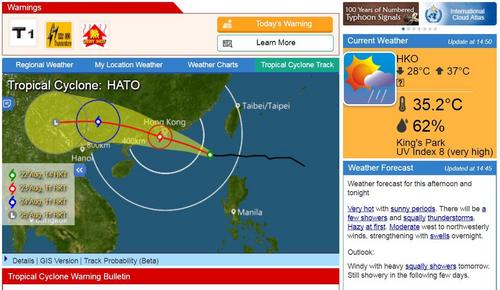 Warnings
T1
THUNDERSTORM
VERY HOT
Today's Warning
Learn More
Regional Weather
My Location Weather
Weather Charts
Tropical Cyclone Track
Tropical Cyclone: HATO
Taibei/Taipei
Hong Kong
800km
400km
Hanoi
Manila
22 Aug, 14 HKT
23 Aug, 14 HKT
24 Aug, 14 HKT
25 Aug, 14 HKT
Details | GIS Version | Track Probability (Beta)
Tropical Cyclone Warning Bulletin
100 Years of Numbered
Typhoon Signals
International
Cloud Atlas
Current Weather
Update at 14:50
HKO
28°C
37°C
35.2°C
62%
King's Park
UV Index 8 (very high)
Weather Forecast
Updated at 14:45
Weather forecast for this afternoon and
tonight
Very hot with sunny periods. There will be a
few showers and squally thunderstorms.
Hazy at first. Moderate west to northwesterly
winds, strengthening with swells overnight.
Outlook:
Windy with heavy squally showers tomorrow.
Still showery in the following few days.